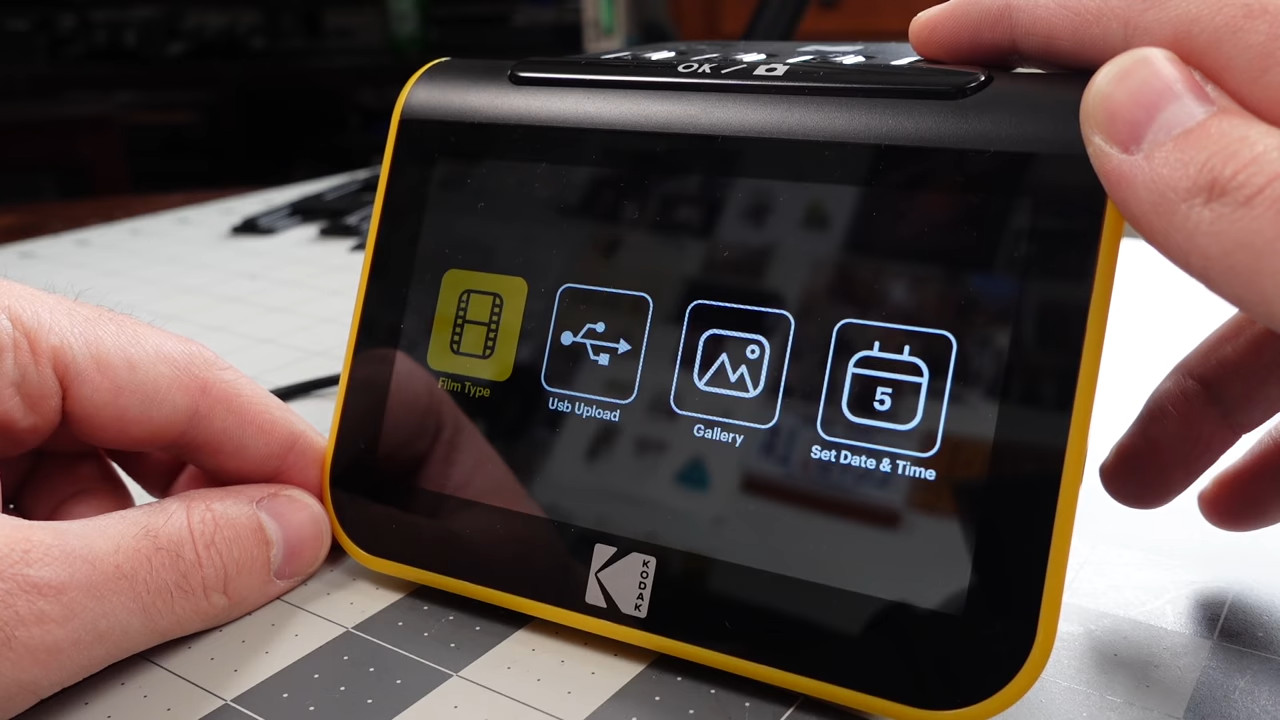 OK /
Film Type
Usb Upload
Gallery
5
Set Date & Time
KODAK